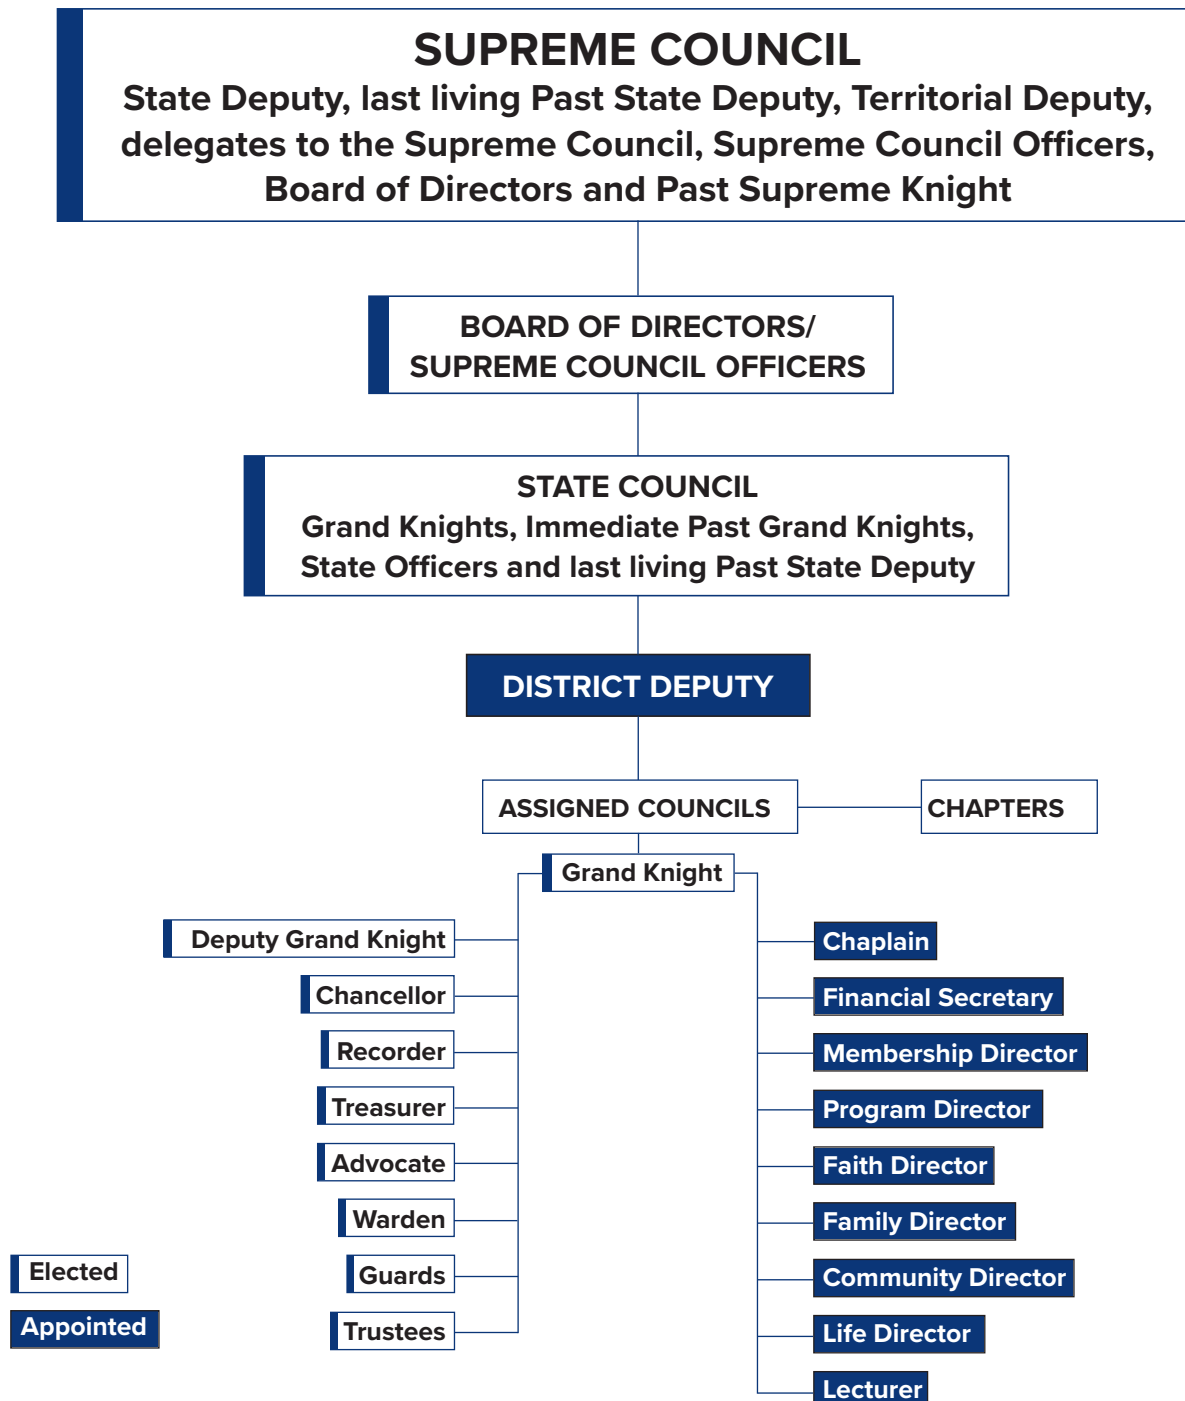 SUPREME COUNCIL
State Deputy, last living Past State Deputy, Territorial Deputy,
delegates to the Supreme Council, Supreme Council Officers,
Board of Directors and Past Supreme Knight
BOARD OF DIRECTORS/
SUPREME COUNCIL OFFICERS
STATE COUNCIL
Grand Knights, Immediate Past Grand Knights,
State Officers and last living Past State Deputy
DISTRICT DEPUTY
ASSIGNED COUNCILS
CHAPTERS
Grand Knight
Deputy Grand Knight
Chancellor
Recorder
Treasurer
Advocate
Warden
Guards
Trustees
Chaplain
Financial Secretary
Membership Director
Program Director
Faith Director
Family Director
Community Director
Life Director
Lecturer
Elected
Appointed